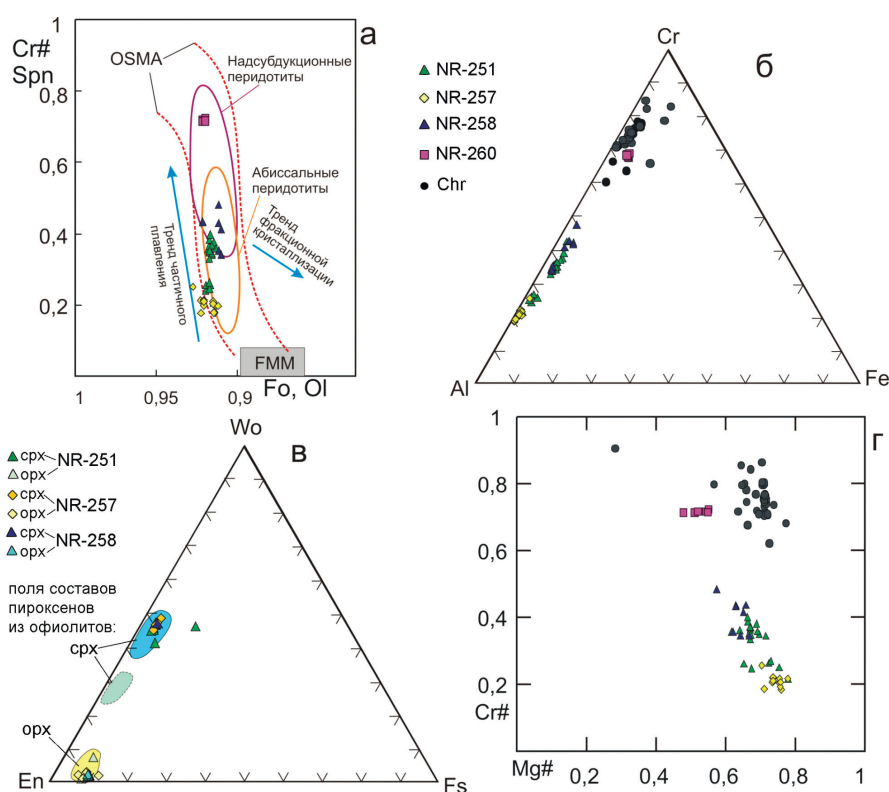 а
Cr#
Spn
1
0,8
0,6
0,4
0,2
OSMA
Надсубдукционные
перидотиты
Абиссальные
перидотиты
Тренд
фракционной
кристаллизации
Тренд частичного
плавления
FMM
Fo, Ol
1
0,95
0,9
б
NR-251
NR-257
NR-258
NR-260
Chr
Cr
Al
Fe
в
Wo
cpx
opx
NR-251
cpx
opx
NR-257
cpx
opx
NR-258
поля составов
пироксенов
из офиолитов:
cpx
opx
En
Fs
г
1
0,8
0,6
0,4
0,2
Cr#
Mg#
0,2
0,4
0,6
0,8
1